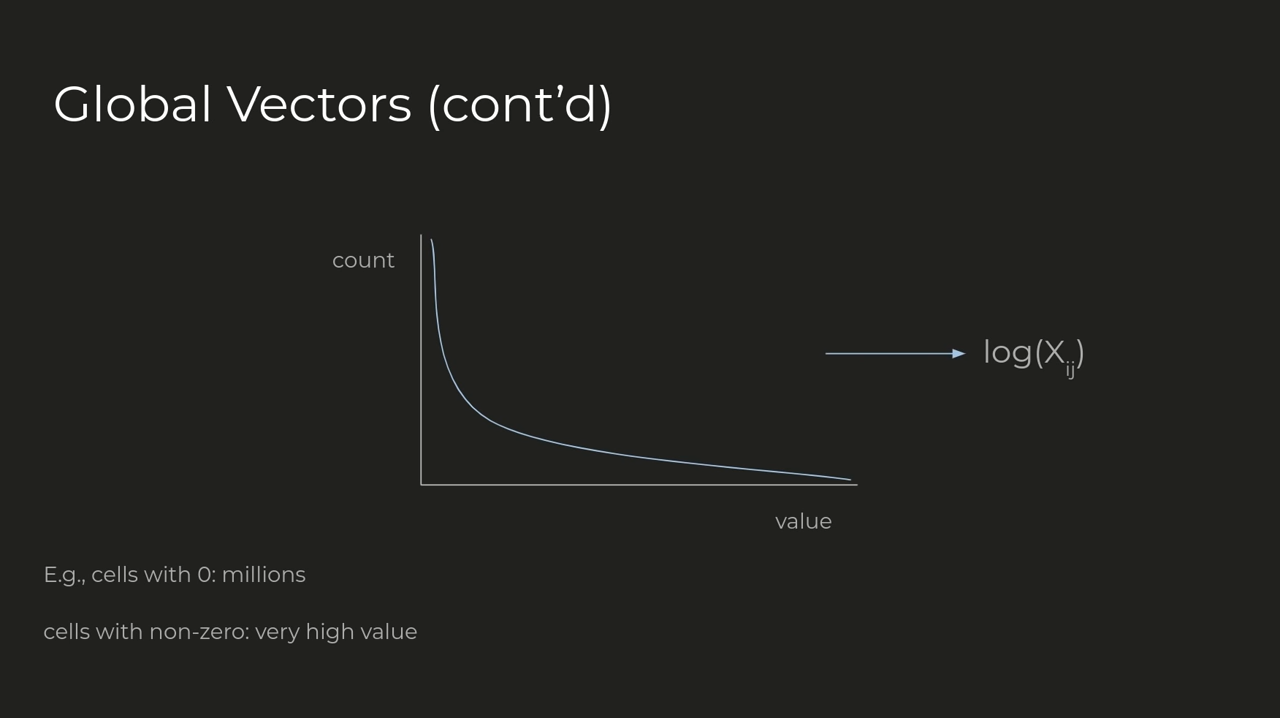 Global Vectors (cont’d)
count
log(Xij)
value
E.g., cells with 0: millions
cells with non-zero: very high value